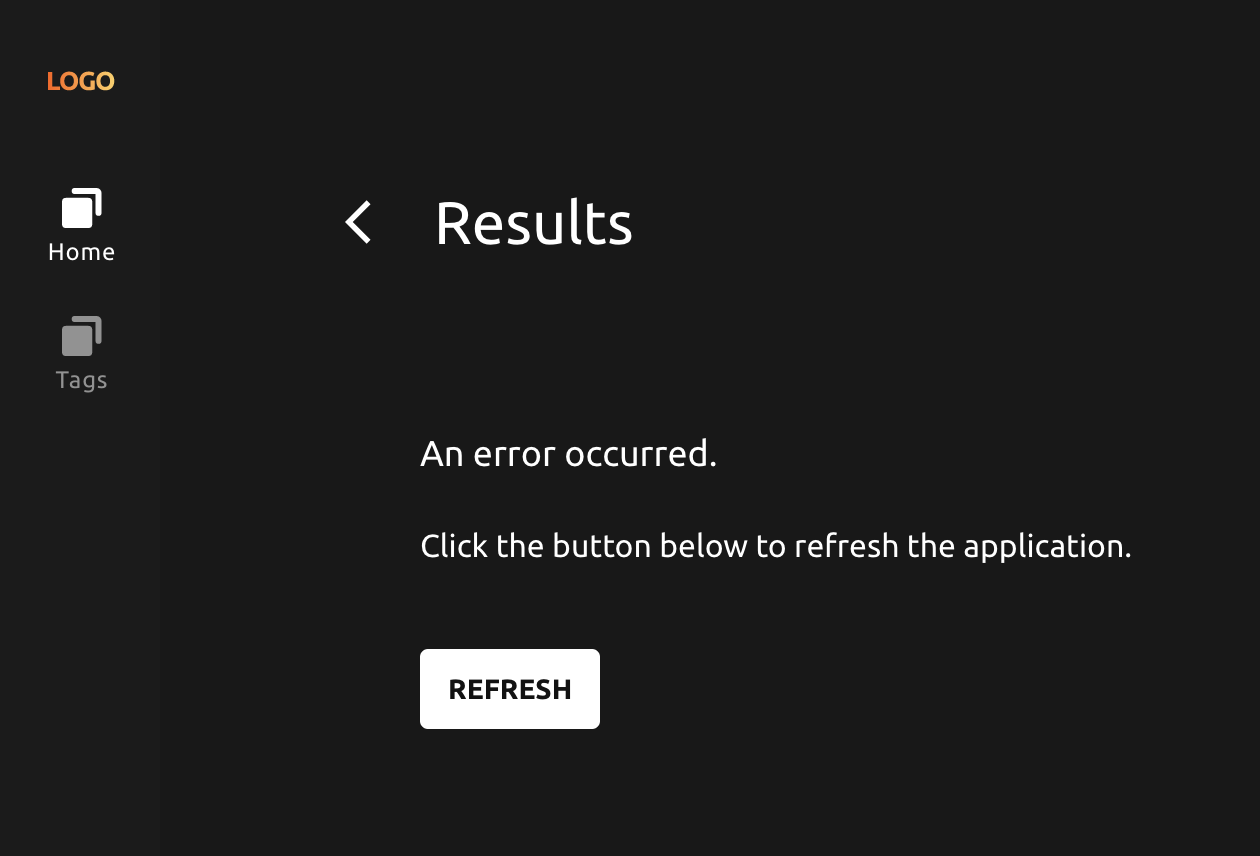 LOGO
Home
Tags
Results
An error occurred.
Click the button below to refresh the application.
REFRESH